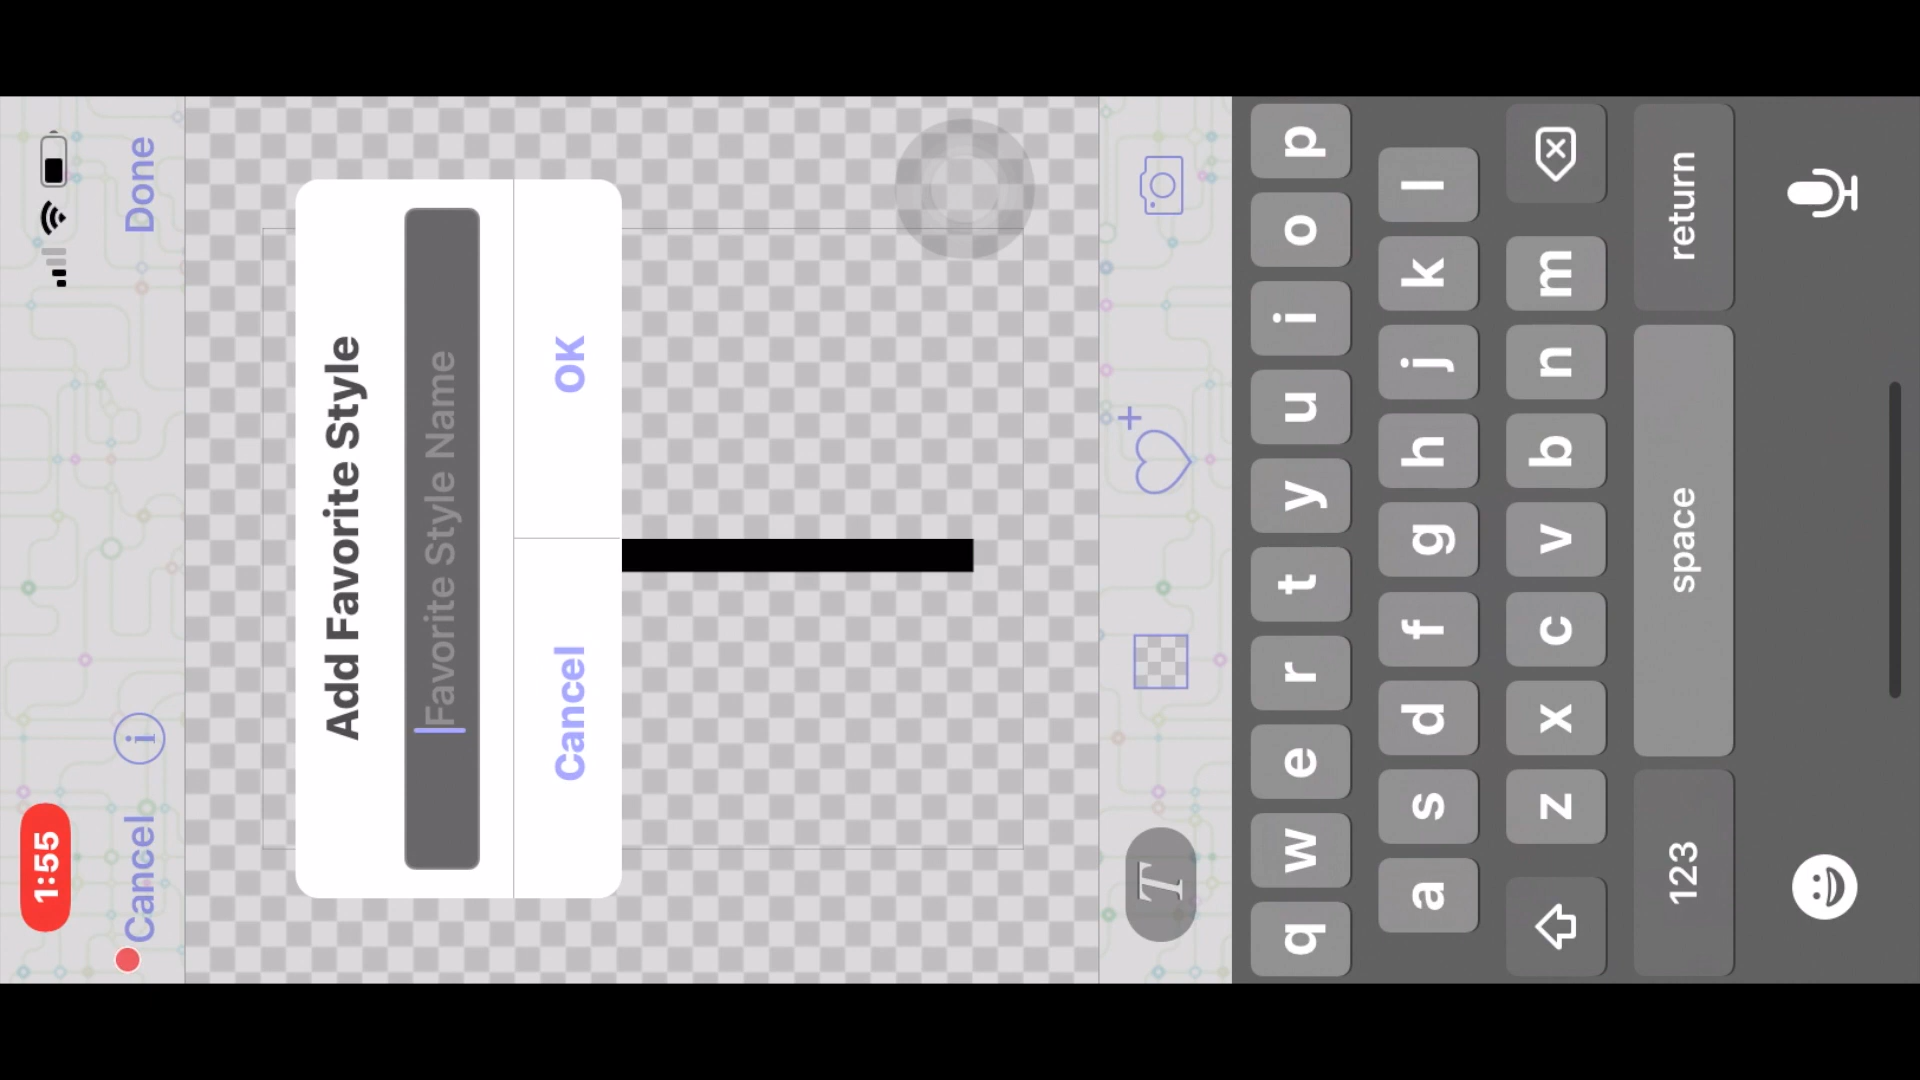 1:55
Cancel
Done
Add Favorite Style
Favorite Style Name
Cancel
OK
T
q w e r t y u i o p
a s d f g h j k l
z x c v b n m
123
space
return